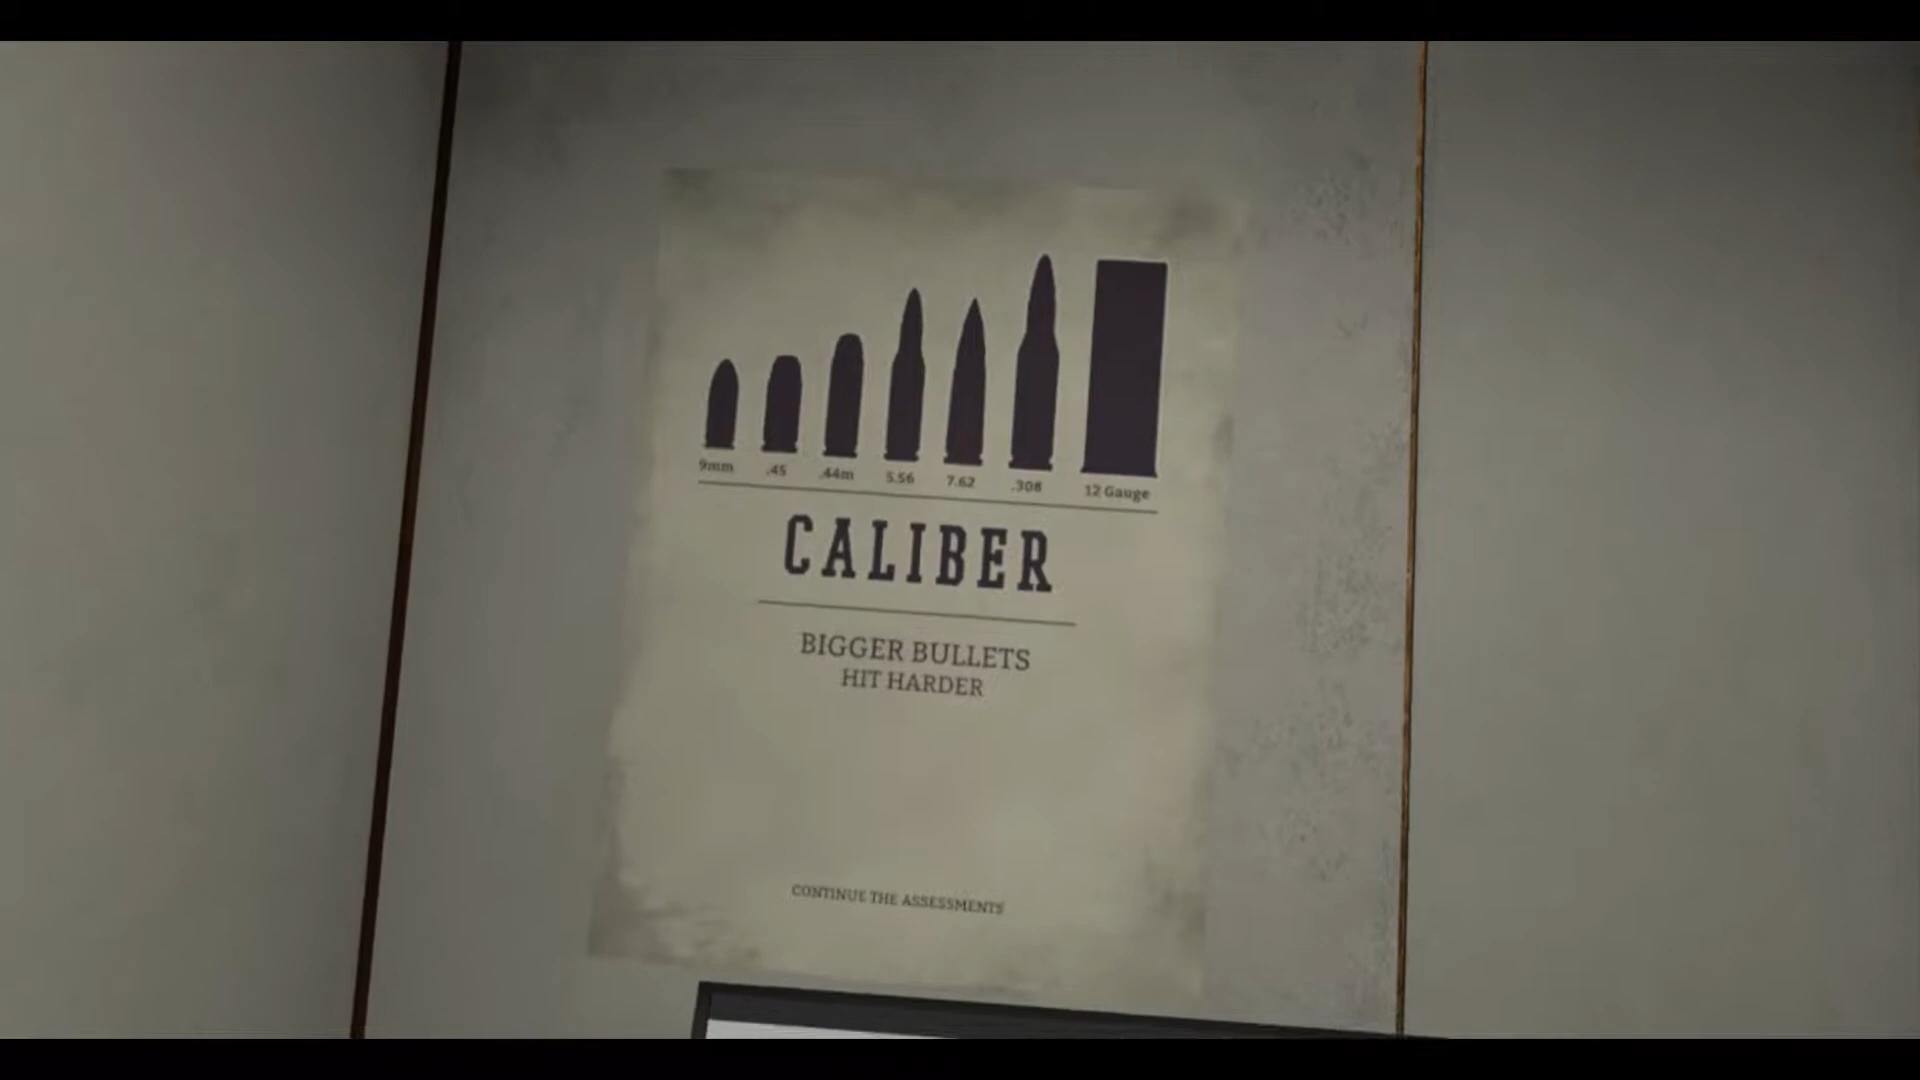 9mm .45 .44m 5.56 7.62 .308 12 Gauge
CALIBER
BIGGER BULLETS
HIT HARDER
CONTINUE THE ASSESSMENTS